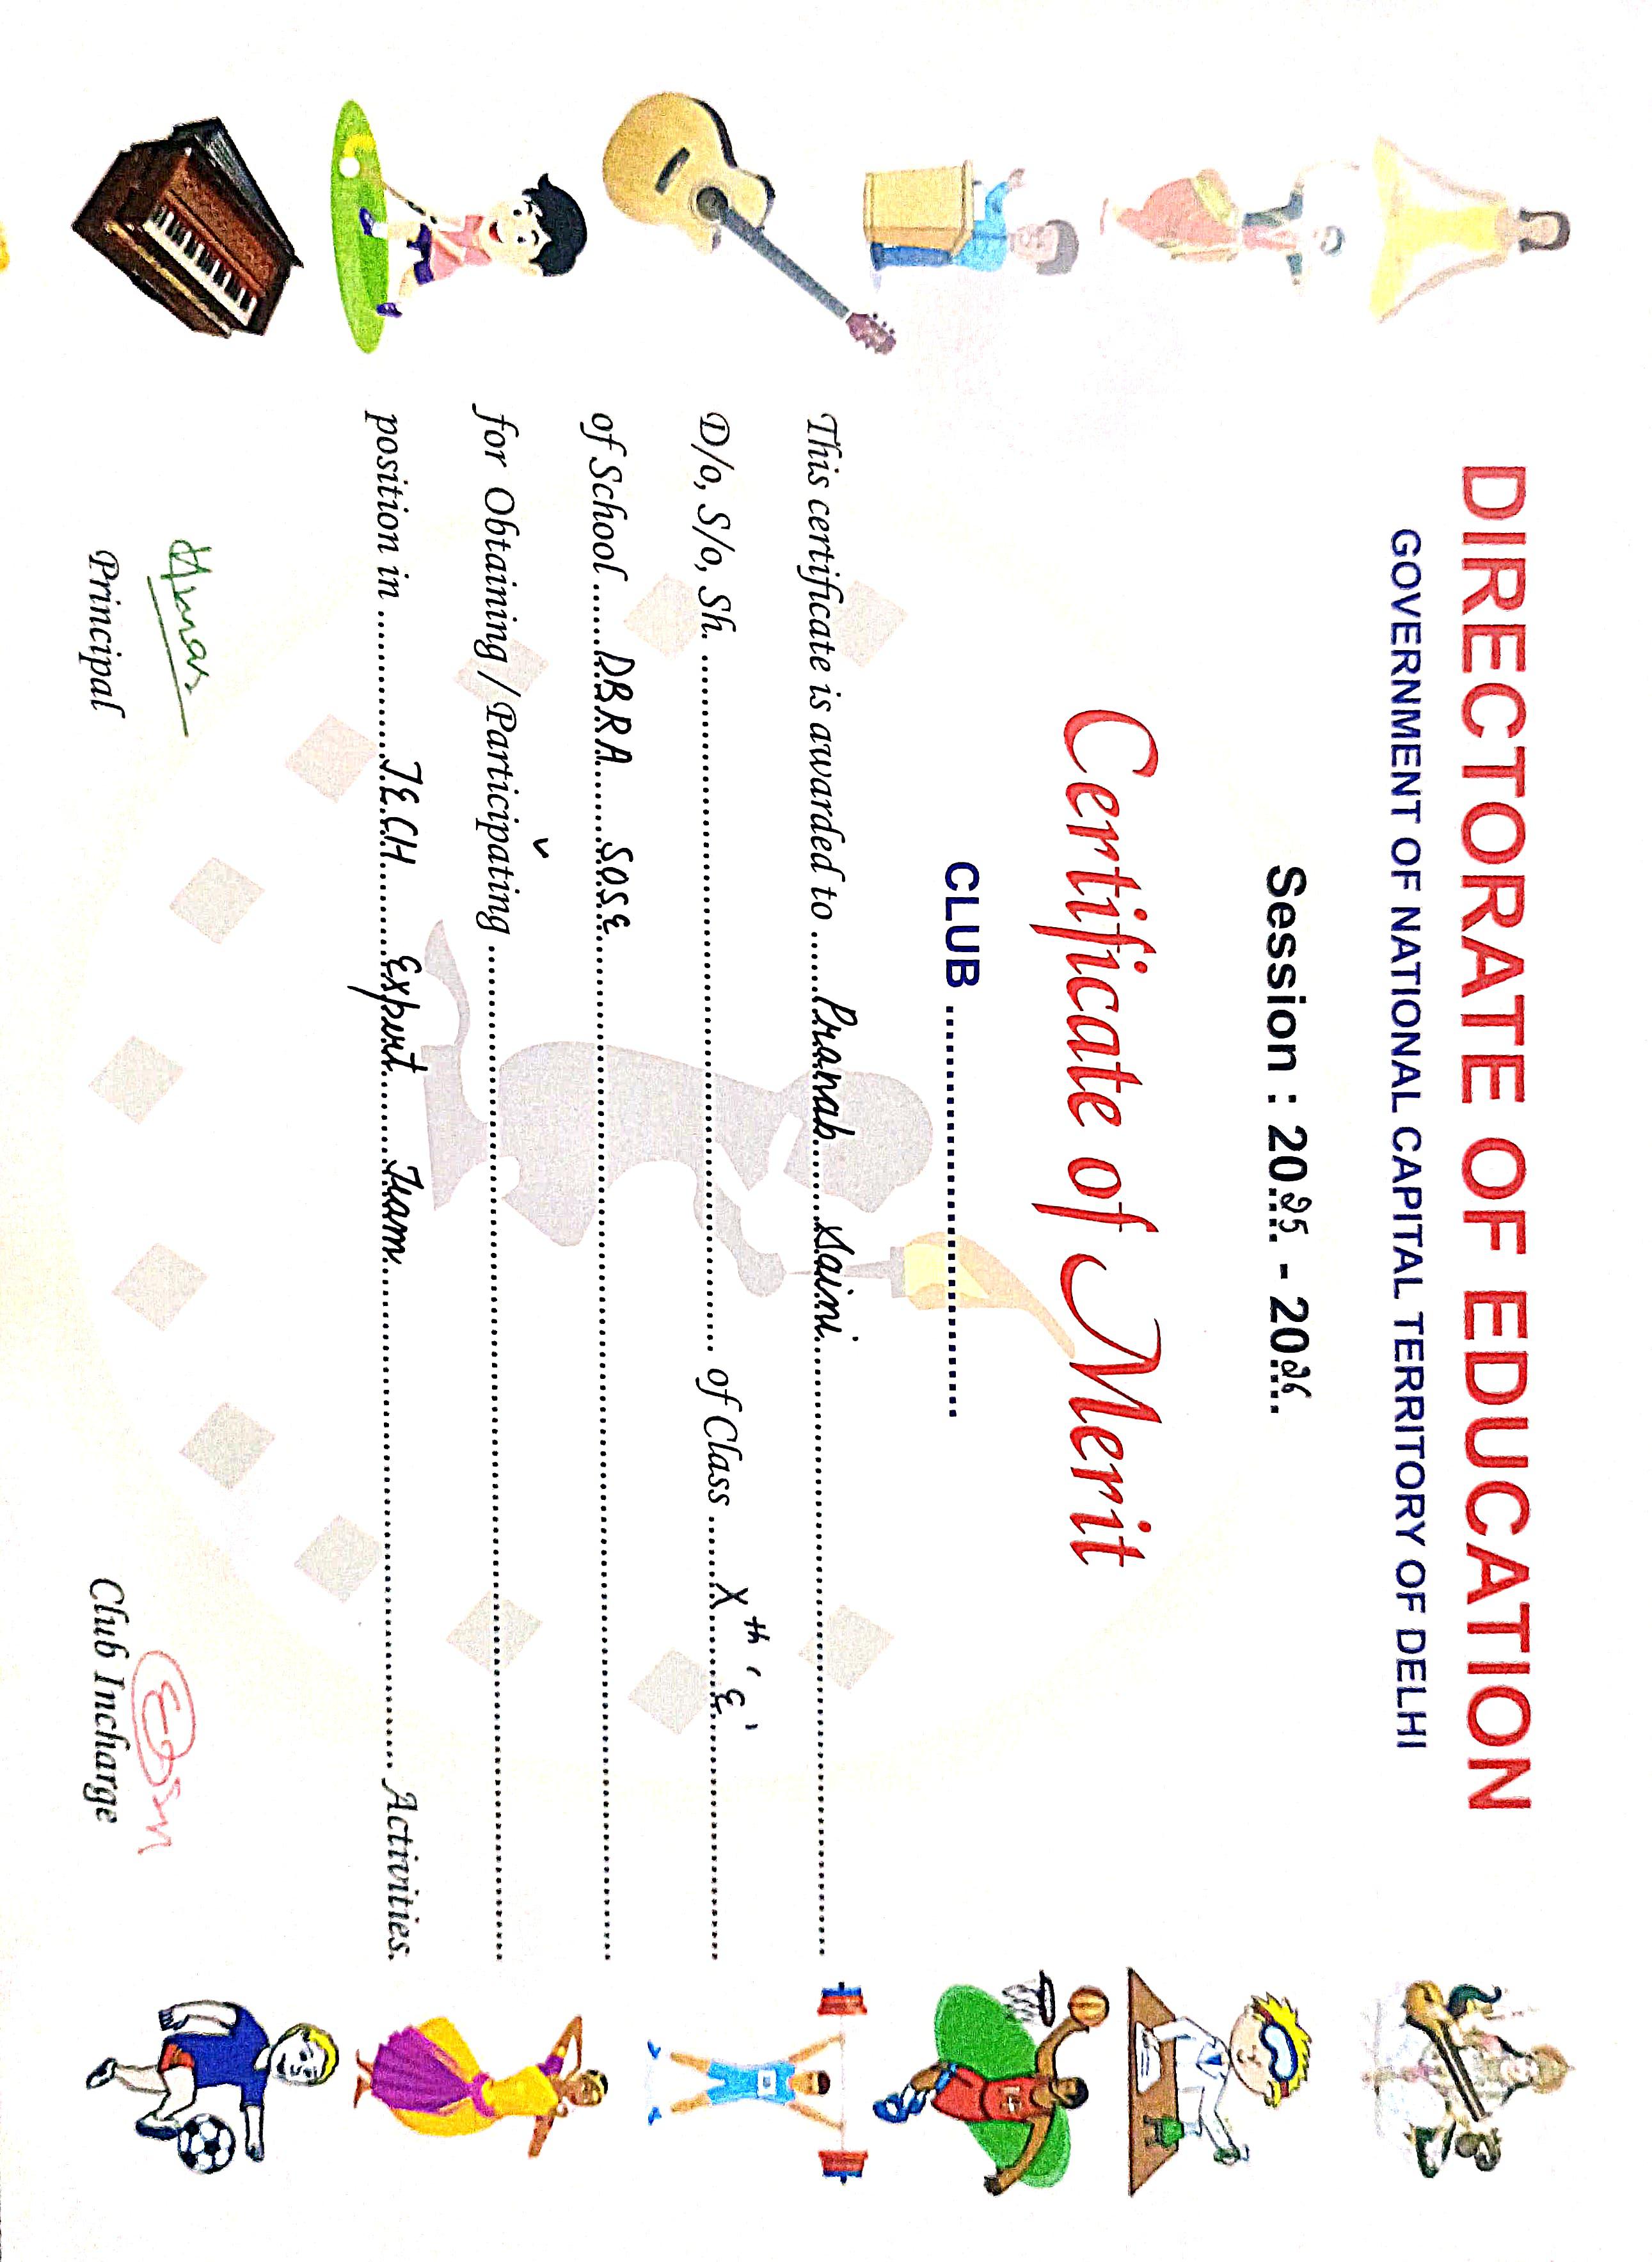 DIRECTORATE OF EDUCATION
GOVERNMENT OF NATIONAL CAPITAL TERRITORY OF DELHI
Session : 2025 - 2026
Certificate of Merit
CLUB ................................
This certificate is awarded to ......Pranab........Saini................................................
D/o, S/o, Sh. ...................................................... of Class ......Xth 'E'....................
of School ......DBRA......SOSE................................................................
for Obtaining / Participating ................................................................
position in ..............TECH........Expert........Team........................................ Activities.
Principal
Club Incharge
14